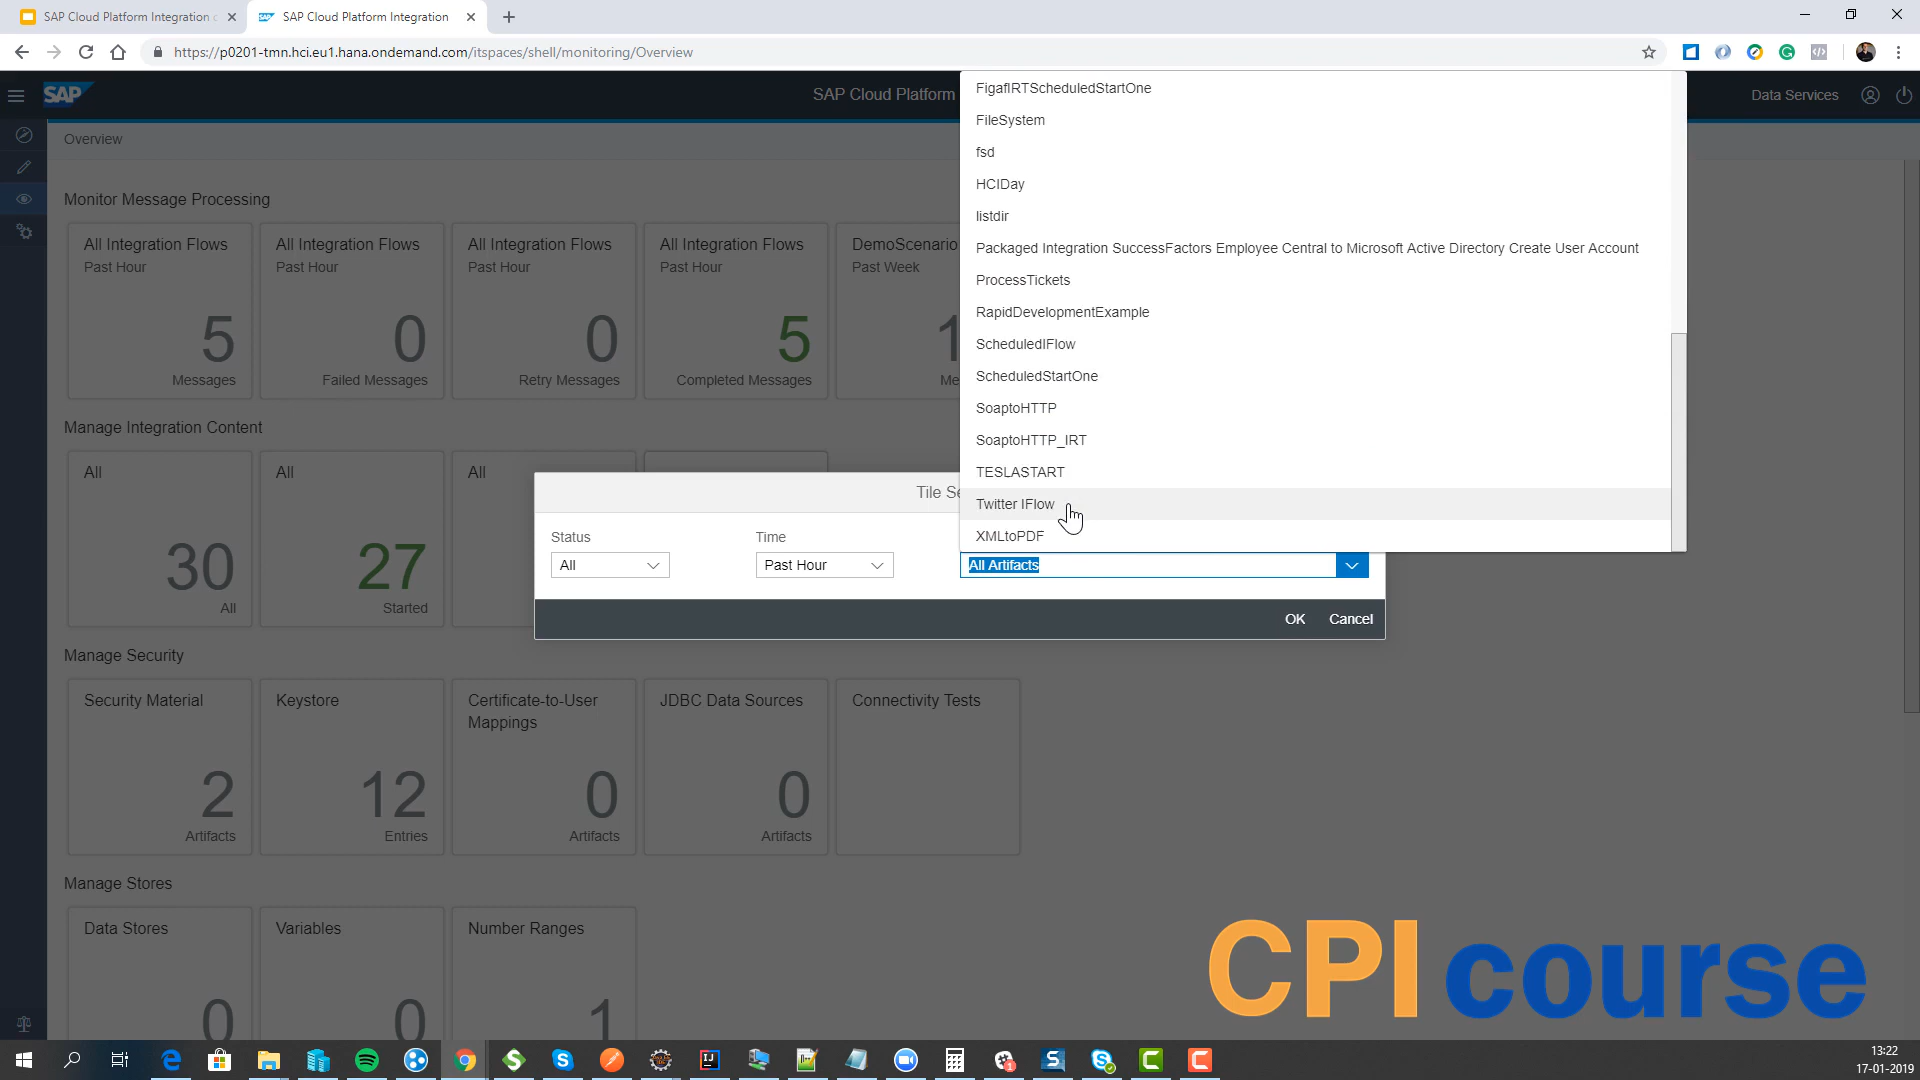 SAP Cloud Platform Integration
SAP Cloud Platform Integration
https://p0201-tmn.hci.eu1.hana.ondemand.com/itspaces/shell/monitoring/Overview
SAP
SAP Cloud Platform
Data Services
Overview
FigafIRTScheduledStartOne
FileSystem
fsd
HCIDay
listdir
Packaged Integration SuccessFactors Employee Central to Microsoft Active Directory Create User Account
ProcessTickets
RapidDevelopmentExample
ScheduledIFlow
ScheduledStartOne
SoaptoHTTP
SoaptoHTTP_IRT
TESLASTART
Twitter IFlow
XMLtoPDF
Monitor Message Processing
All Integration Flows
Past Hour
5
Messages
All Integration Flows
Past Hour
0
Failed Messages
All Integration Flows
Past Hour
0
Retry Messages
All Integration Flows
Past Hour
5
Completed Messages
DemoScenario
Past Week
1
Me
Manage Integration Content
All
30
All
All
27
Started
All
Tile Se
Status
All
Time
Past Hour
All Artifacts
OK
Cancel
Manage Security
Security Material
2
Artifacts
Keystore
12
Entries
Certificate-to-User
Mappings
0
Artifacts
JDBC Data Sources
0
Artifacts
Connectivity Tests
Manage Stores
Data Stores
0
Variables
0
Number Ranges
1
CPI course
13:22
17-01-2019